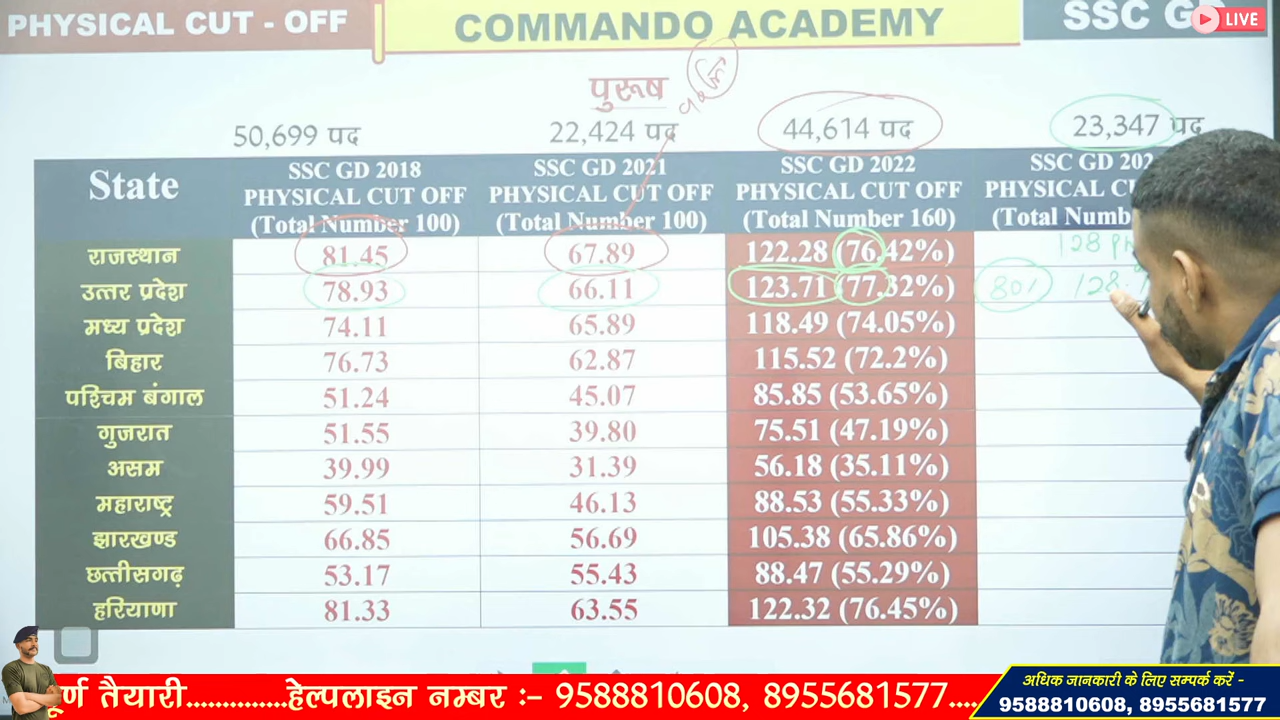 PHYSICAL CUT - OFF
COMMANDO ACADEMY
SSC
LIVE
पुरूष
50,699 पद
22,424 पद
44,614 पद
23,347 पद
State
SSC GD 2018 PHYSICAL CUT OFF (Total Number 100)
SSC GD 2021 PHYSICAL CUT OFF (Total Number 100)
SSC GD 2022 PHYSICAL CUT OFF (Total Number 160)
SSC GD PHYSICAL (Total
राजस्थान 81.45 67.89 122.28 (76.42%) 128
उत्तर प्रदेश 78.93 66.11 123.71 (77.32%) 80% 128
मध्य प्रदेश 74.11 65.89 118.49 (74.05%)
बिहार 76.73 62.87 115.52 (72.2%)
पश्चिम बंगाल 51.24 45.07 85.85 (53.65%)
गुजरात 51.55 39.80 75.51 (47.19%)
असम 39.99 31.39 56.18 (35.11%)
महाराष्ट्र 59.51 46.13 88.53 (55.33%)
झारखण्ड 66.85 56.69 105.38 (65.86%)
छत्तीसगढ़ 53.17 55.43 88.47 (55.29%)
हरियाणा 81.33 63.55 122.32 (76.45%)
तैयारी..............हेल्पलाइन नम्बर ः- 9588810608, 8955681577....
अधिक जानकारी के लिए सम्पर्क करें -
9588810608, 8955681577